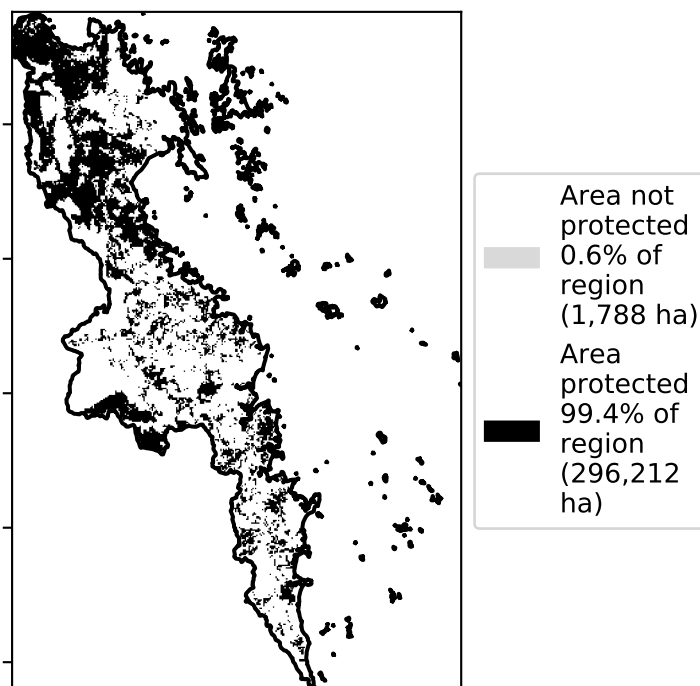 Area not
protected
0.6% of
region
(1,788 ha)
Area
protected
99.4% of
region
(296,212
ha)